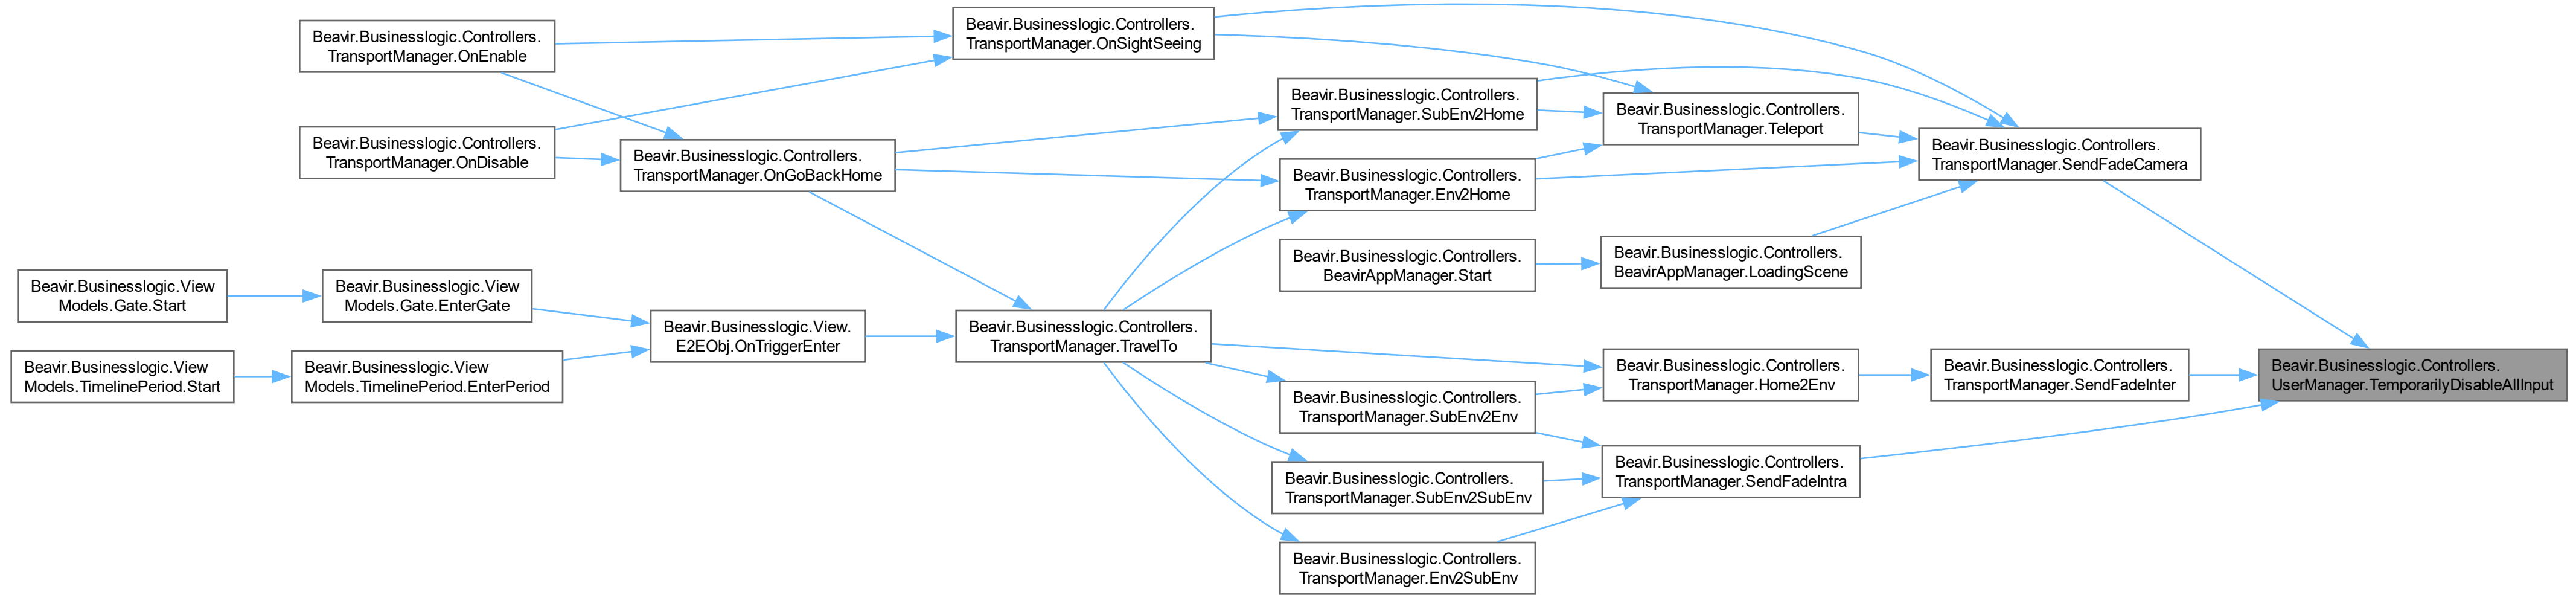 Beavir.Businesslogic.Controllers.
TransportManager.OnEnable
Beavir.Businesslogic.Controllers.
TransportManager.OnSightSeeing
Beavir.Businesslogic.Controllers.
TransportManager.OnDisable
Beavir.Businesslogic.Controllers.
TransportManager.OnGoBackHome
Beavir.Businesslogic.Controllers.
TransportManager.SubEnv2Home
Beavir.Businesslogic.Controllers.
TransportManager.Teleport
Beavir.Businesslogic.Controllers.
TransportManager.SendFadeCamera
Beavir.Businesslogic.Controllers.
TransportManager.Env2Home
Beavir.Businesslogic.Controllers.
BeavirAppManager.Start
Beavir.Businesslogic.Controllers.
BeavirAppManager.LoadingScene
Beavir.Businesslogic.View
Models.Gate.Start
Beavir.Businesslogic.View
Models.Gate.EnterGate
Beavir.Businesslogic.View.
E2EObj.OnTriggerEnter
Beavir.Businesslogic.Controllers.
TransportManager.TravelTo
Beavir.Businesslogic.View
Models.TimelinePeriod.Start
Beavir.Businesslogic.View
Models.TimelinePeriod.EnterPeriod
Beavir.Businesslogic.Controllers.
TransportManager.Home2Env
Beavir.Businesslogic.Controllers.
TransportManager.SendFadeInter
Beavir.Businesslogic.Controllers.
UserManager.TemporarilyDisableAllInput
Beavir.Businesslogic.Controllers.
TransportManager.SubEnv2Env
Beavir.Businesslogic.Controllers.
TransportManager.SubEnv2SubEnv
Beavir.Businesslogic.Controllers.
TransportManager.SendFadeIntra
Beavir.Businesslogic.Controllers.
TransportManager.Env2SubEnv